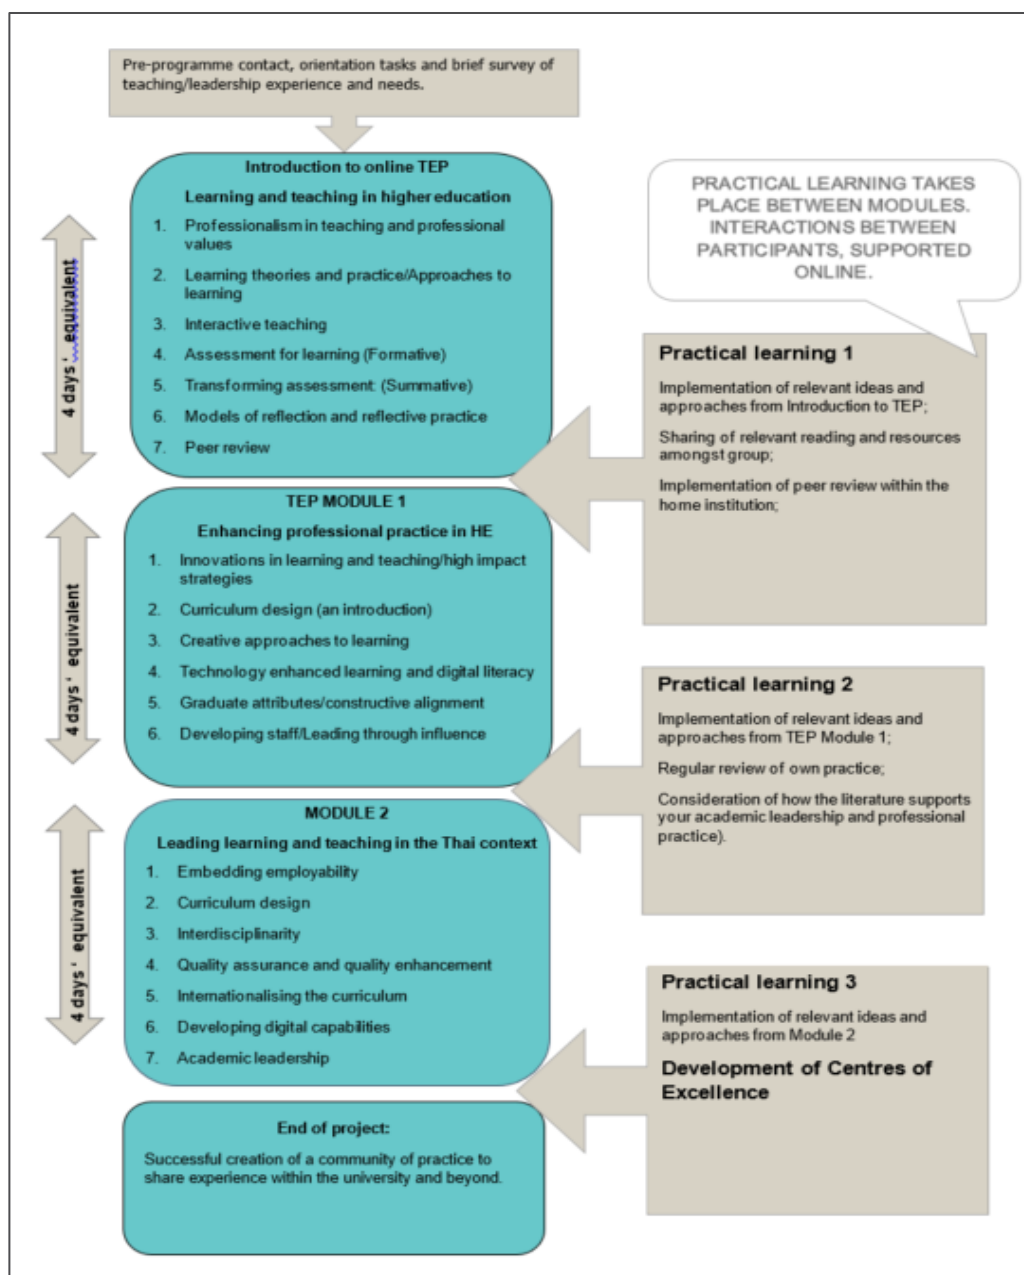 Pre-programme contact, orientation tasks and brief survey of
teaching/leadership experience and needs.
Introduction to online TEP
Learning and teaching in higher education
1. Professionalism in teaching and professional
values
2. Learning theories and practice/Approaches to
learning
3. Interactive teaching
4. Assessment for learning (Formative)
5. Transforming assessment: (Summative)
6. Models of reflection and reflective practice
7. Peer review
4 days' equivalent
PRACTICAL LEARNING TAKES
PLACE BETWEEN MODULES.
INTERACTIONS BETWEEN
PARTICIPANTS, SUPPORTED
ONLINE.
Practical learning 1
Implementation of relevant ideas and
approaches from Introduction to TEP;
Sharing of relevant reading and resources
amongst group;
Implementation of peer review within the
home institution;
TEP MODULE 1
Enhancing professional practice in HE
1. Innovations in learning and teaching/high impact
strategies
2. Curriculum design (an introduction)
3. Creative approaches to learning
4. Technology enhanced learning and digital literacy
5. Graduate attributes/constructive alignment
6. Developing staff/Leading through influence
4 days' equivalent
Practical learning 2
Implementation of relevant ideas and
approaches from TEP Module 1;
Regular review of own practice;
Consideration of how the literature supports
your academic leadership and professional
practice).
MODULE 2
Leading learning and teaching in the Thai context
1. Embedding employability
2. Curriculum design
3. Interdisciplinarity
4. Quality assurance and quality enhancement
5. Internationalising the curriculum
6. Developing digital capabilities
7. Academic leadership
4 days' equivalent
Practical learning 3
Implementation of relevant ideas and
approaches from Module 2
Development of Centres of
Excellence
End of project:
Successful creation of a community of practice to
share experience within the university and beyond.